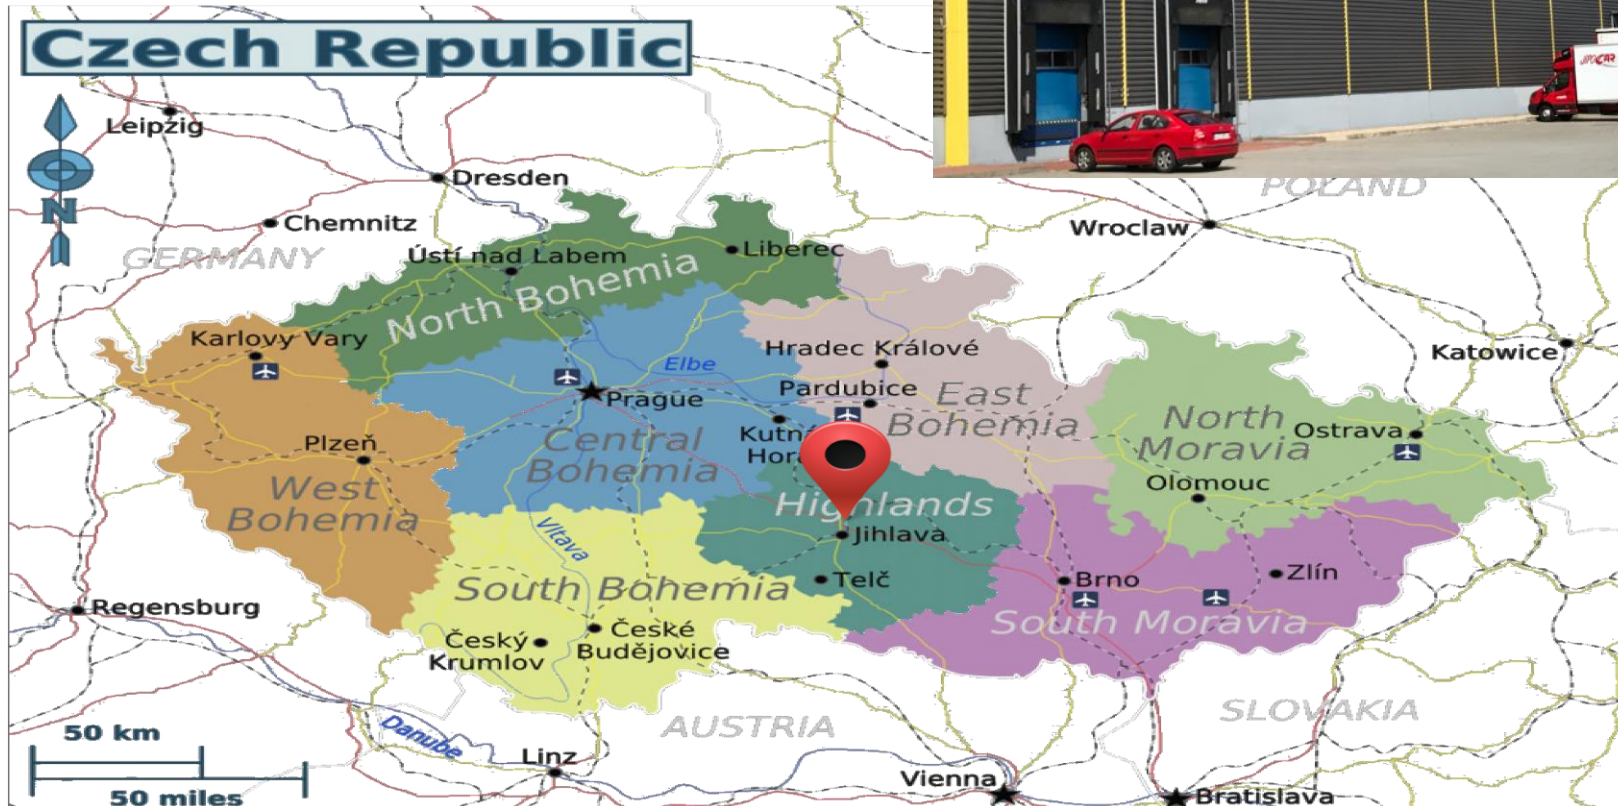 Czech Republic
JIPOCAR
Leipzig
Dresden
POLAND
Chemnitz
Wroclaw
N
GERMANY
Ústí nad Labem
Liberec
North Bohemia
Karlovy Vary
Hradec Králové
Katowice
Elbe
Pardubice
Prague
East
Bohemia
North
Moravia
Ostrava
Kutn
Hor
Central
Bohemia
Plzeň
West
Bohemia
Olomouc
Highlands
Vltava
Jihlava
Telč
Brno
Zlín
South Bohemia
Regensburg
South Moravia
Český
Krumlov
České
Budějovice
AUSTRIA
SLOVAKIA
50 km
Danube
Linz
Vienna
50 miles
Bratislava